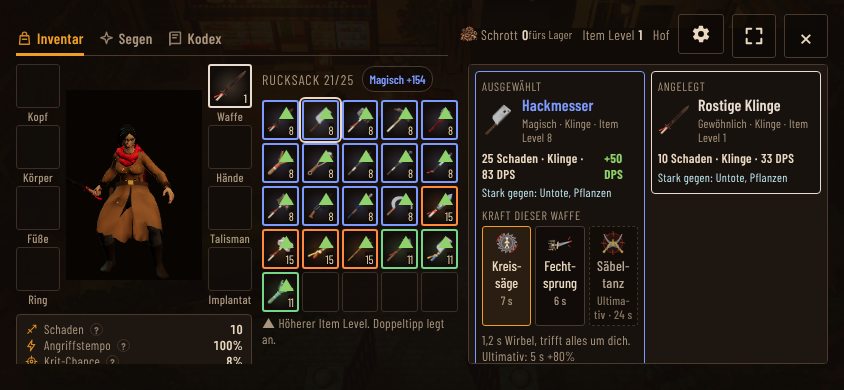 Inventar
Segen
Kodex
Schrott 0 fürs Lager Item Level 1 Hof
Kopf
Körper
Füße
Ring
1
Waffe
Hände
Talisman
Implantat
Schaden ? 10
Angriffstempo ? 100%
Krit-Chance ? 8%
RUCKSACK 21/25
Magisch +154
8 8 8 8 8
8 8 8 8 8
8 8 8 8 15
15 15 15 11 11
11
Höherer Item Level. Doppeltipp legt
an.
AUSGEWÄHLT
Hackmesser
Magisch · Klinge · Item
Level 8
25 Schaden · Klinge ·
83 DPS
+50
DPS
Stark gegen: Untote, Pflanzen
KRAFT DIESER WAFFE
Kreis-
säge
7 s
Fecht-
sprung
6 s
Säbel-
tanz
Ultima-
tiv · 24 s
1,2 s Wirbel, trifft alles um dich.
Ultimativ: 5 s +80%
ANGELEGT
Rostige Klinge
Gewöhnlich · Klinge · Item
Level 1
10 Schaden · Klinge · 33 DPS
Stark gegen: Untote, Pflanzen